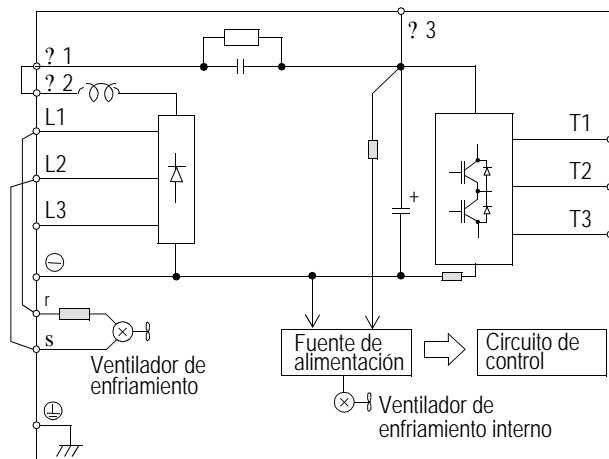 ? 3
? 1
? 2
L1
L2
L3
T1
T2
T3
+
r
s
Ventilador de
enfriamiento
Fuente de
alimentación
Circuito de
control
Ventilador de
enfriamiento interno